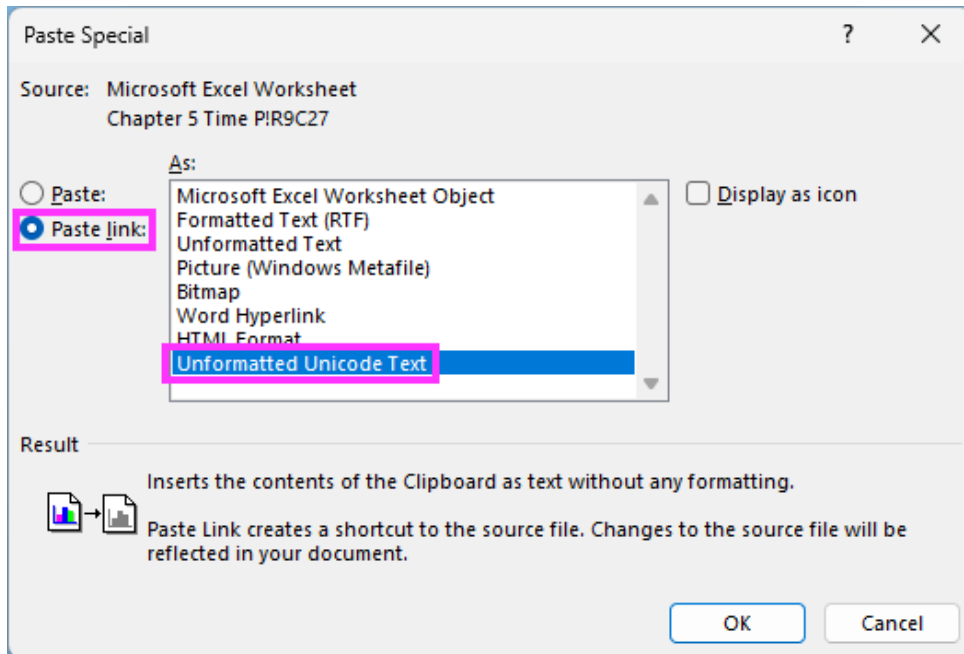 Paste Special ?
Source: Microsoft Excel Worksheet
Chapter 5 Time P!R9C27
As:
Paste:
Paste link:
Microsoft Excel Worksheet Object
Formatted Text (RTF)
Unformatted Text
Picture (Windows Metafile)
Bitmap
Word Hyperlink
HTML Format
Unformatted Unicode Text
Display as icon
Result
Inserts the contents of the Clipboard as text without any formatting.
Paste Link creates a shortcut to the source file. Changes to the source file will be
reflected in your document.
OK Cancel